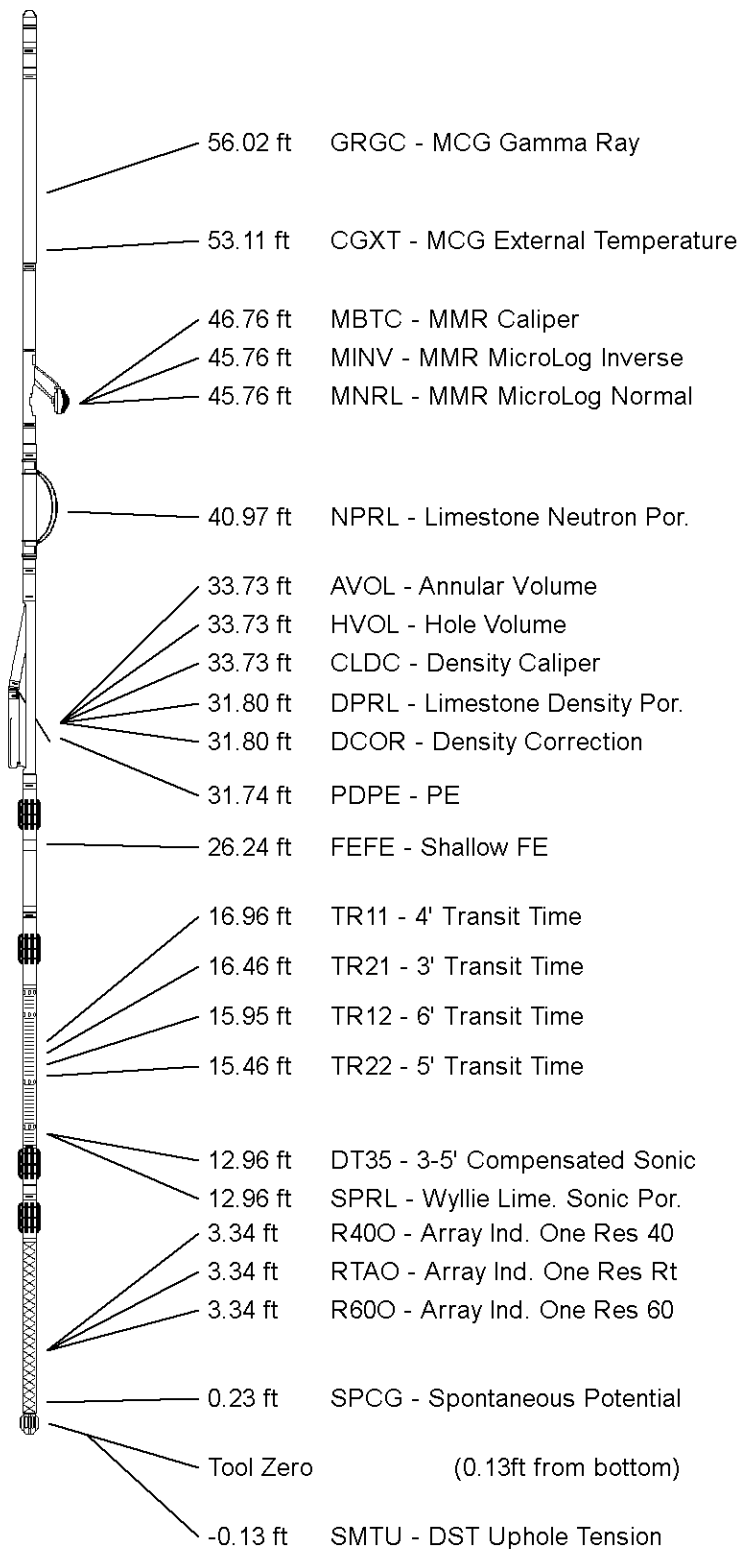 56.02 ft GRGC - MCG Gamma Ray
53.11 ft CGXT - MCG External Temperature
46.76 ft MBTC - MMR Caliper
45.76 ft MINV - MMR MicroLog Inverse
45.76 ft MNRL - MMR MicroLog Normal
40.97 ft NPRL - Limestone Neutron Por.
33.73 ft AVOL - Annular Volume
33.73 ft HVOL - Hole Volume
33.73 ft CLDC - Density Caliper
31.80 ft DPRL - Limestone Density Por.
31.80 ft DCOR - Density Correction
31.74 ft PDPE - PE
26.24 ft FEFE - Shallow FE
16.96 ft TR11 - 4' Transit Time
16.46 ft TR21 - 3' Transit Time
15.95 ft TR12 - 6' Transit Time
15.46 ft TR22 - 5' Transit Time
12.96 ft DT35 - 3-5' Compensated Sonic
12.96 ft SPRL - Wyllie Lime. Sonic Por.
3.34 ft R40O - Array Ind. One Res 40
3.34 ft RTAO - Array Ind. One Res Rt
3.34 ft R60O - Array Ind. One Res 60
0.23 ft SPCG - Spontaneous Potential
Tool Zero (0.13ft from bottom)
-0.13 ft SMTU - DST Uphole Tension